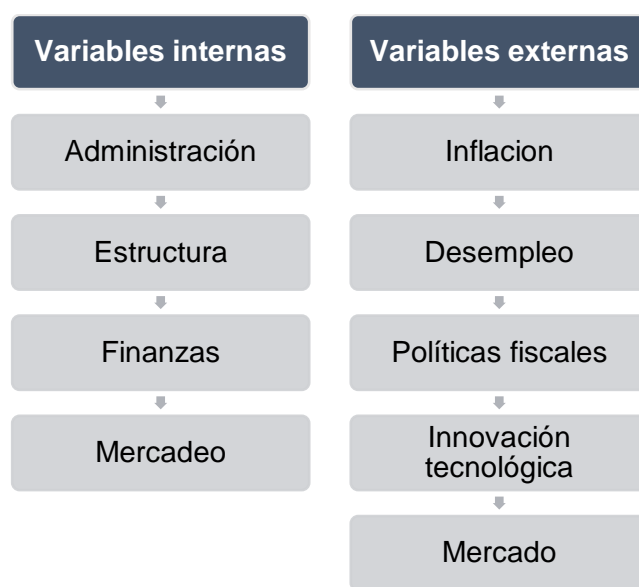 Variables internas
Administración
Estructura
Finanzas
Mercadeo
Variables externas
Inflacion
Desempleo
Políticas fiscales
Innovación
tecnológica
Mercado